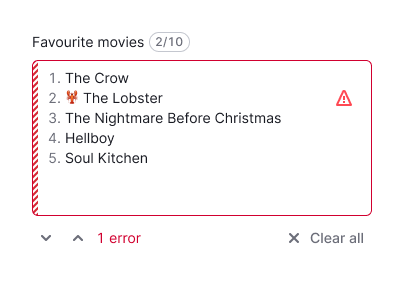 Favourite movies 2/10
1. The Crow
2. 🦞 The Lobster
3. The Nightmare Before Christmas
4. Hellboy
5. Soul Kitchen
1 error
Clear all